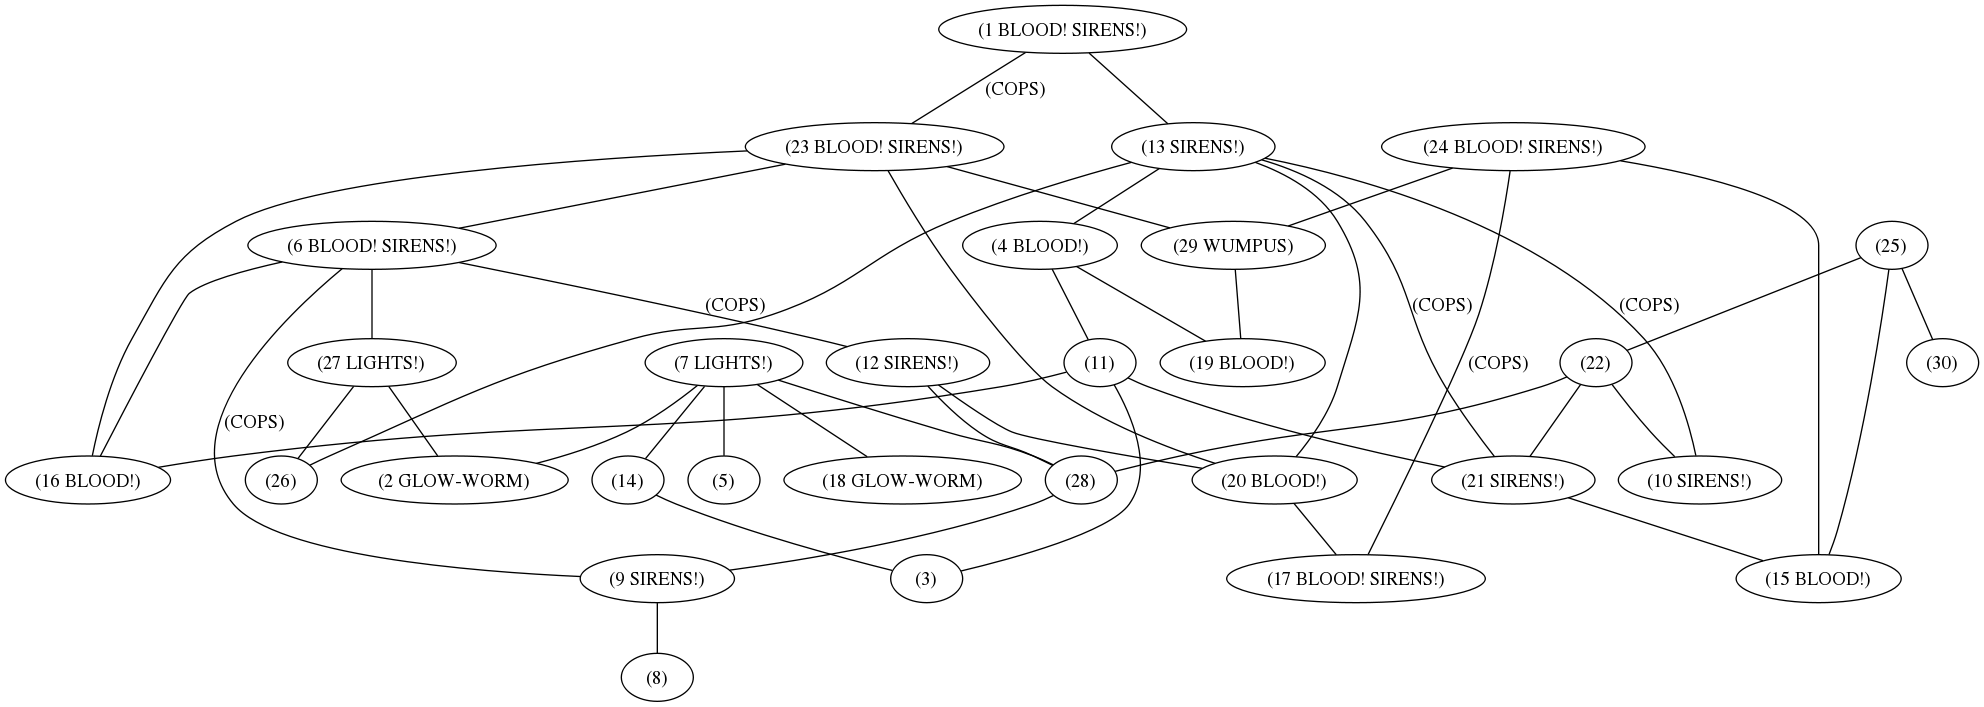 (1 BLOOD! SIRENS!)
(COPS)
(23 BLOOD! SIRENS!)
(13 SIRENS!)
(24 BLOOD! SIRENS!)
(6 BLOOD! SIRENS!)
(4 BLOOD!)
(29 WUMPUS)
(25)
(COPS)
(COPS)
(COPS)
(27 LIGHTS!)
(7 LIGHTS!)
(12 SIRENS!)
(11)
(19 BLOOD!)
(COPS)
(22)
(30)
(COPS)
(16 BLOOD!)
(26)
(2 GLOW-WORM)
(14)
(5)
(18 GLOW-WORM)
(28)
(20 BLOOD!)
(21 SIRENS!)
(10 SIRENS!)
(9 SIRENS!)
(3)
(17 BLOOD! SIRENS!)
(15 BLOOD!)
(8)